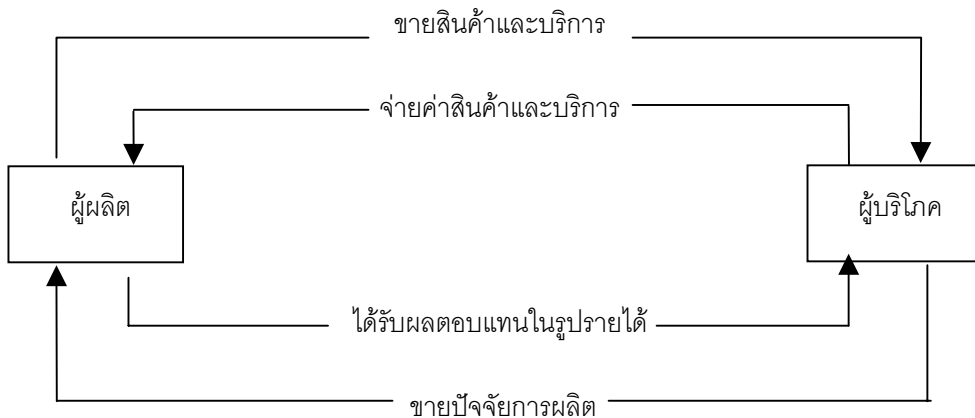 ขายสินค้าและบริการ
จ่ายค่าสินค้าและบริการ
ผู้ผลิต
ผู้บริโภค
ได้รับผลตอบแทนในรูปรายได้
ขายปัจจัยการผลิต